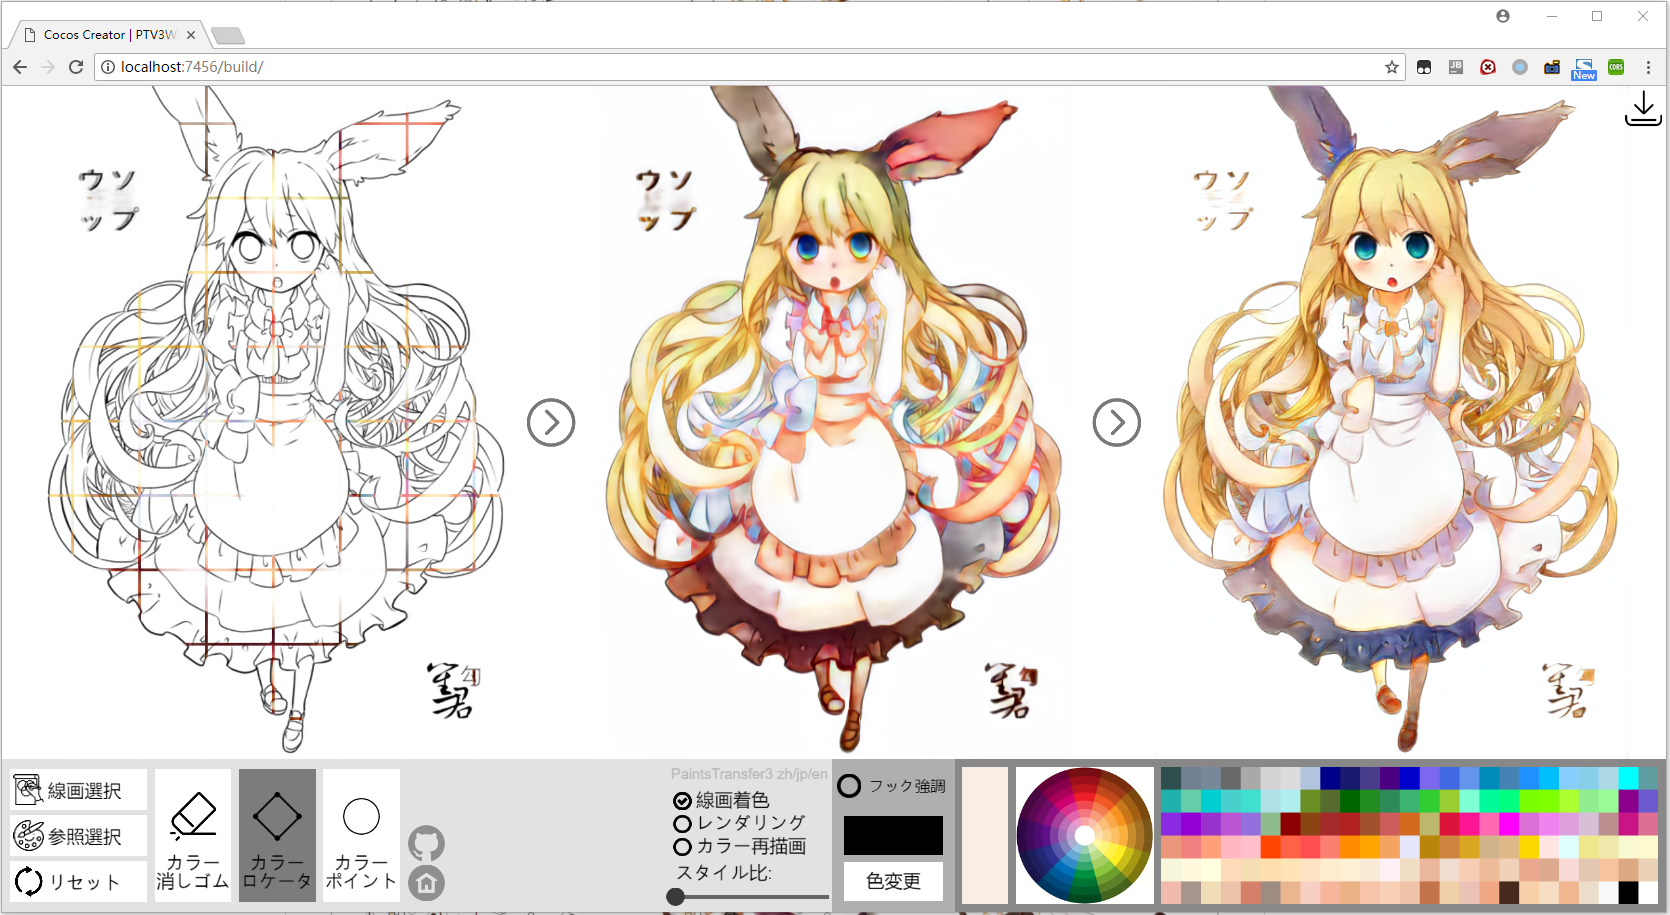 Cocos Creator | PTV3W
localhost:7456/build/
JB
New
CORS
ウソ
ップ
ウソ
ップ
ウソ
ップ
線画選択
参照選択
リセット
カラー
消しゴム
カラー
ロケータ
カラー
ポイント
PaintsTransfer3 zh/jp/en
線画着色
レンダリング
カラー再描画
スタイル比:
フック強調
色変更